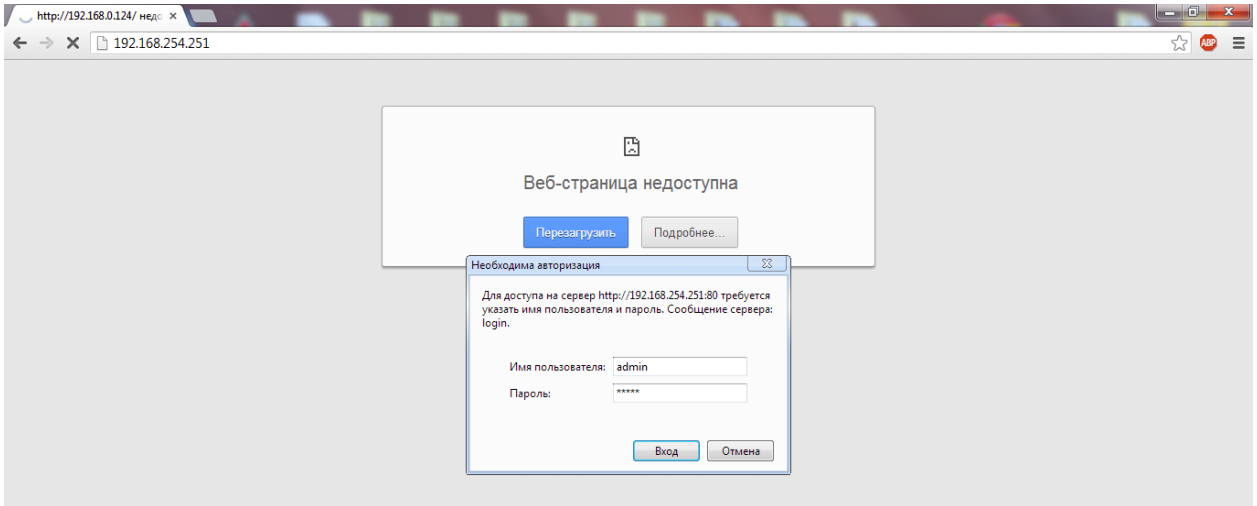 http://192.168.0.124/ недо
192.168.254.251
ABP
Веб-страница недоступна
Перезагрузить
Подробнее...
Необходима авторизация
Для доступа на сервер http://192.168.254.251:80 требуется
указать имя пользователя и пароль. Сообщение сервера:
login.
Имя пользователя: admin
Пароль: *****
Вход
Отмена